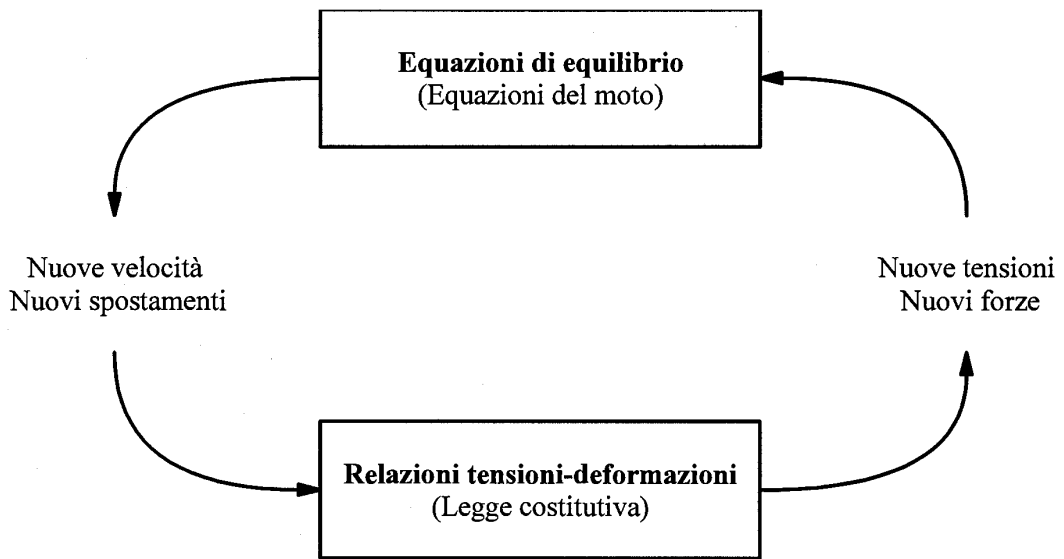 Equazioni di equilibrio
(Equazioni del moto)
Nuove velocità
Nuovi spostamenti
Nuove tensioni
Nuovi forze
Relazioni tensioni-deformazioni
(Legge costitutiva)